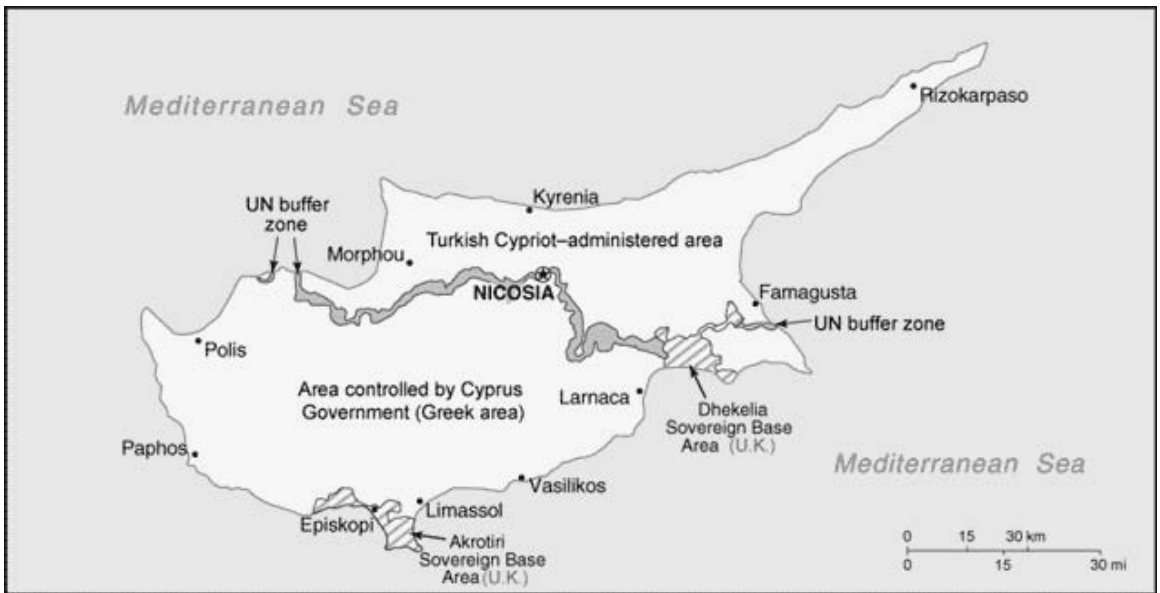 Mediterranean Sea
Rizokarpaso
Kyrenia
UN buffer
zone
Turkish Cypriot–administered area
Morphou
NICOSIA
Famagusta
UN buffer zone
Polis
Area controlled by Cyprus
Government (Greek area)
Larnaca
Dhekelia
Sovereign Base
Area (U.K.)
Paphos
Mediterranean Sea
Vasilikos
Limassol
Episkopi
Akrotiri
Sovereign Base
Area (U.K.)
0 15 30 km
0 15 30 mi